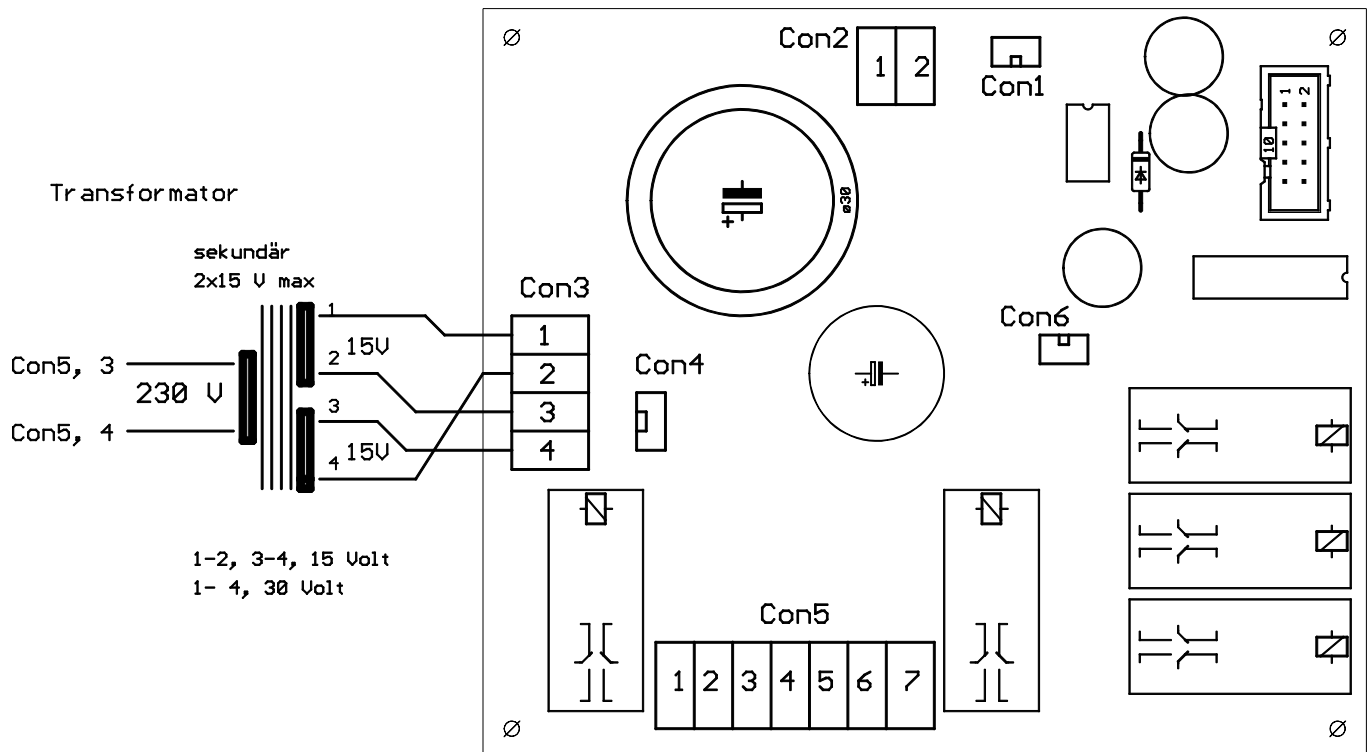 Con2
1 2
Con1
1 2
10
Transformator
ø30
+
sekundär
2x15 V max
Con3
1
1
15V
Con6
Con5, 3
2
2
Con4
+
230 V
3
3
Con5, 4
15V
4
4
1-2, 3-4, 15 Volt
1- 4, 30 Volt
Con5
1 2 3 4 5 6 7